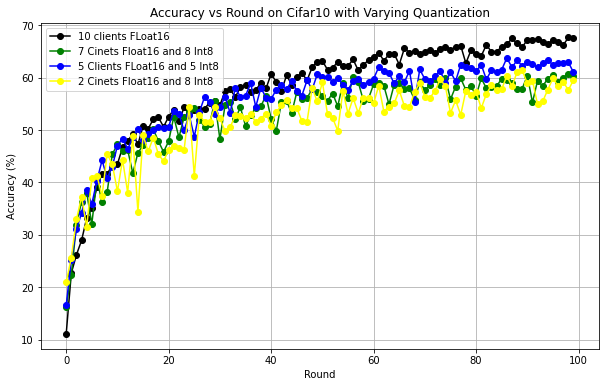 Accuracy vs Round on Cifar10 with Varying Quantization
10 clients FLoat16
7 Cinets Float16 and 8 Int8
5 Clients FLoat16 and 5 Int8
2 Cinets Float16 and 8 Int8
Accuracy (%)
70
60
50
40
30
20
10
0
20
40
60
80
100
Round